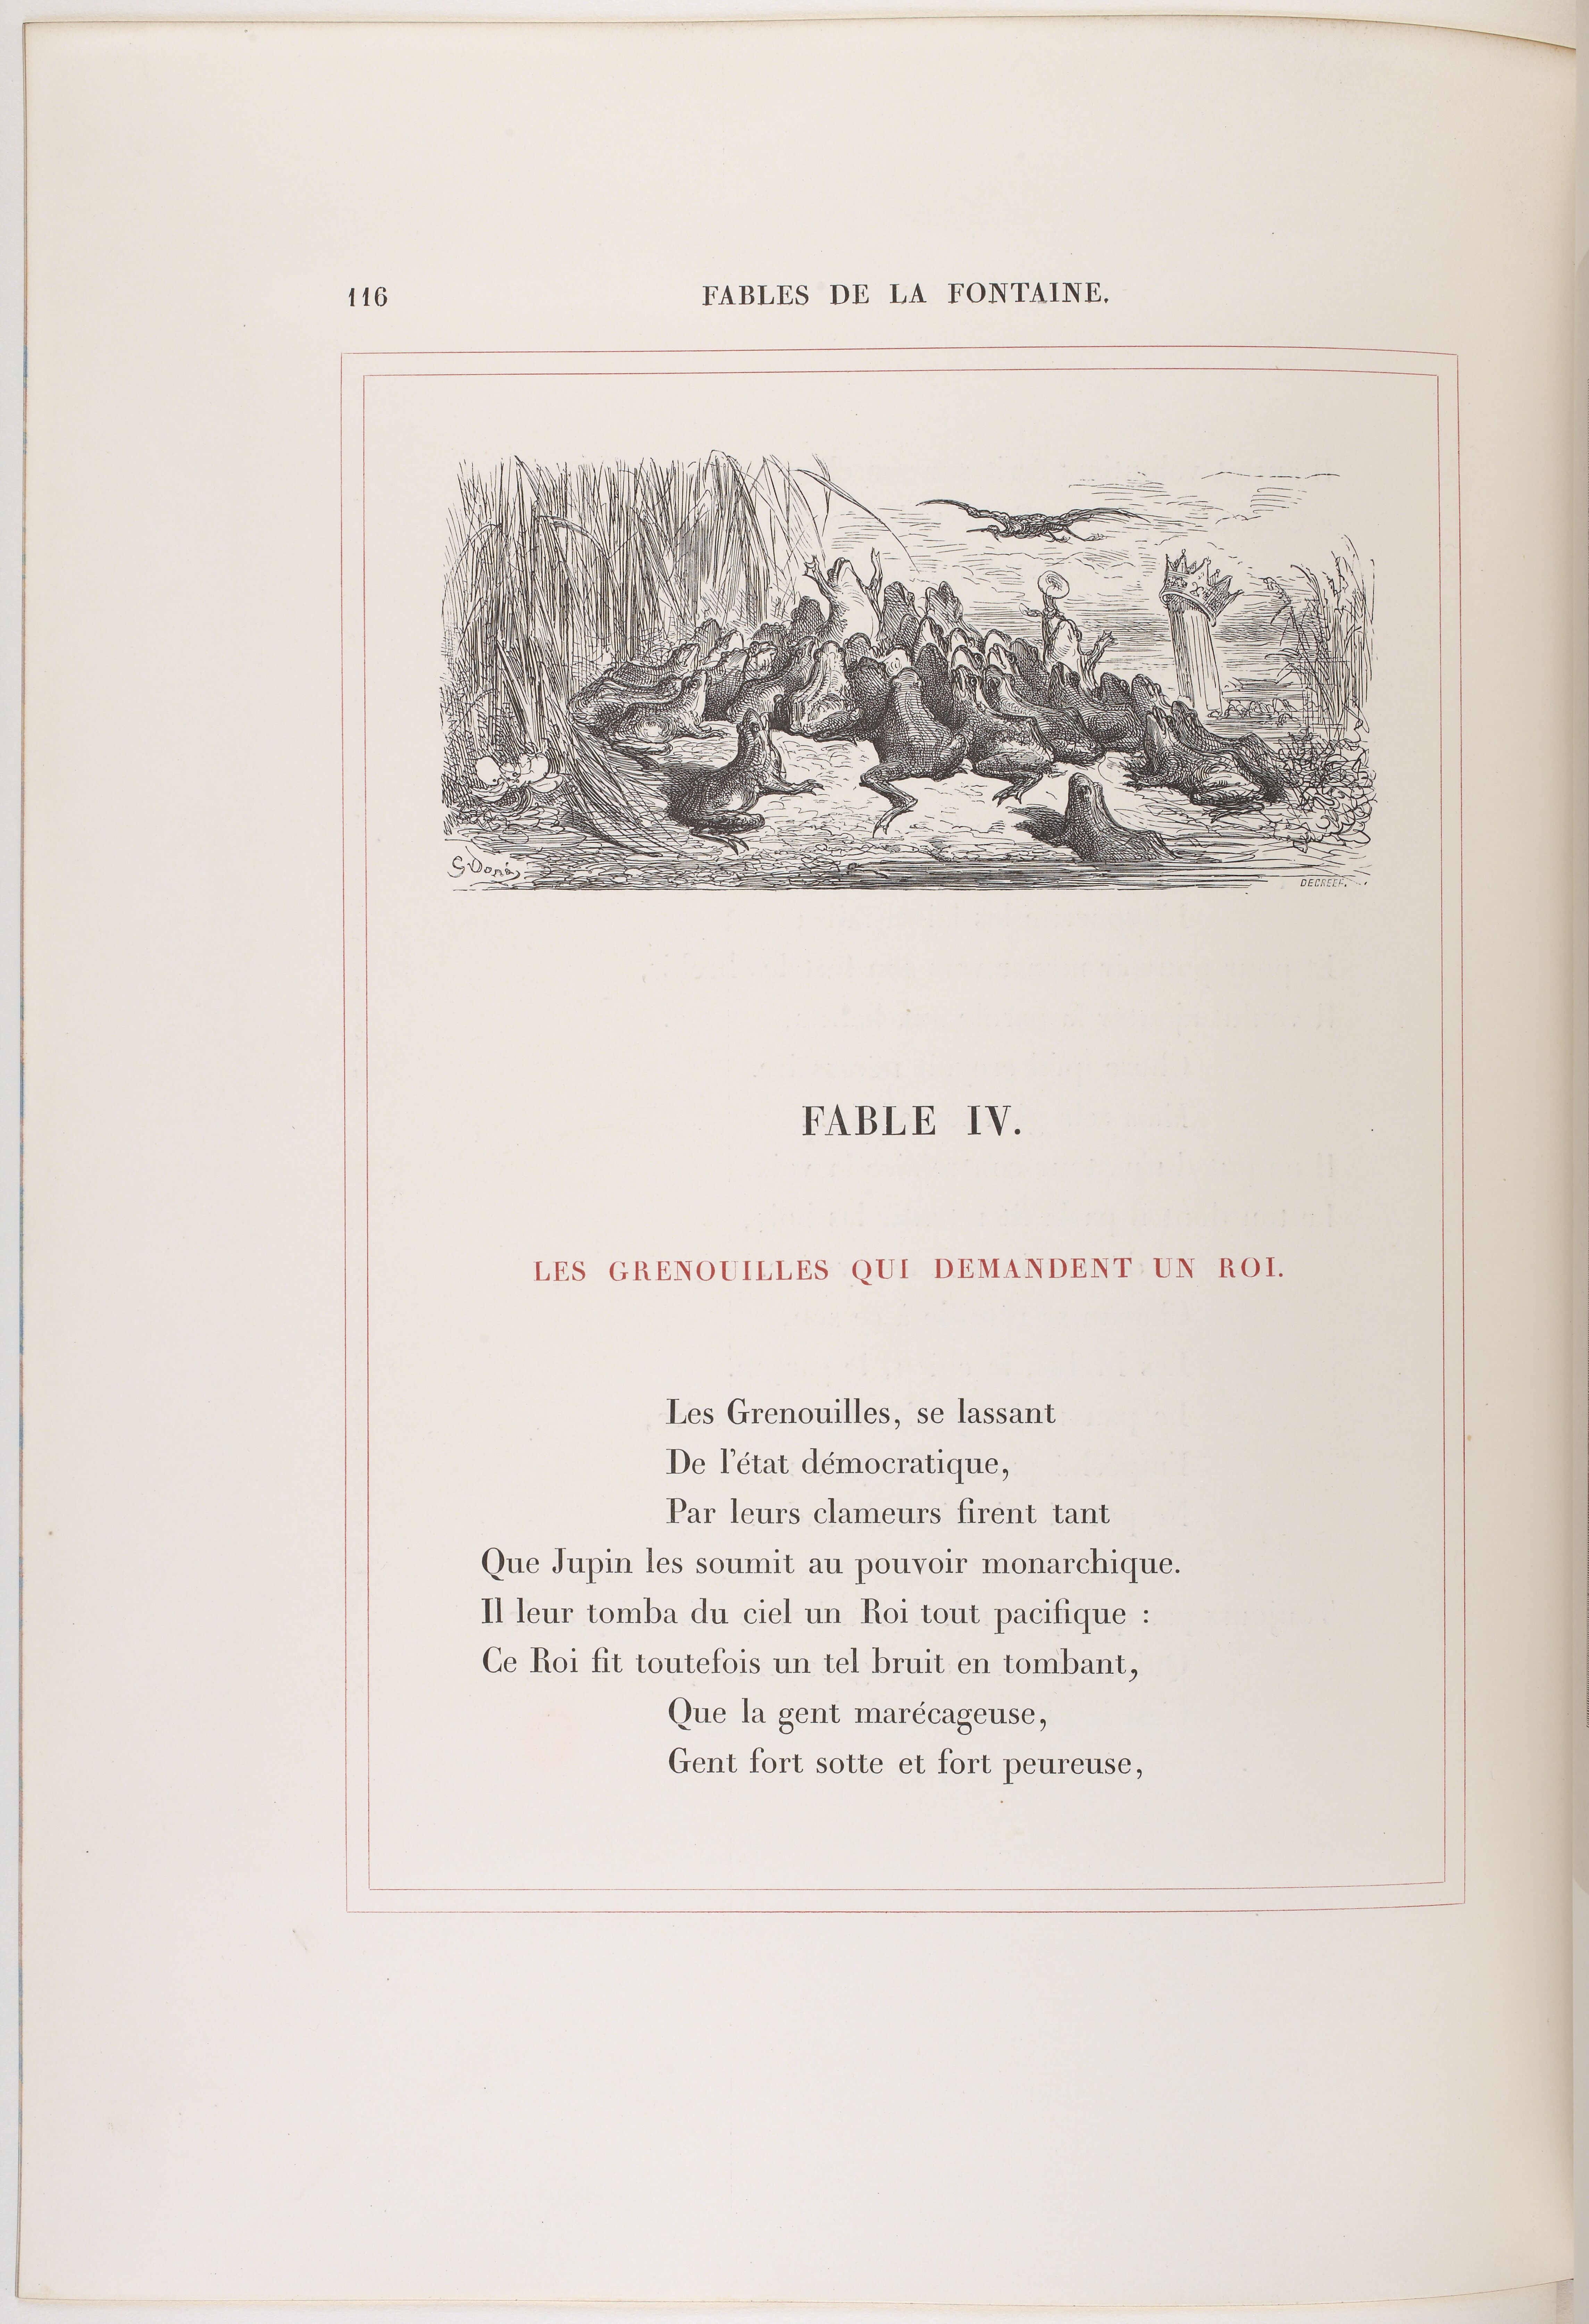 116
FABLES DE LA FONTAINE.
G Doré
DECREEF.
FABLE IV.
LES GRENOUILLES QUI DEMANDENT UN ROI.
Les Grenouilles, se lassant
De l'état démocratique,
Par leurs clameurs firent tant
Que Jupin les soumit au pouvoir monarchique.
Il leur tomba du ciel un Roi tout pacifique :
Ce Roi fit toutefois un tel bruit en tombant,
Que la gent marécageuse,
Gent fort sotte et fort peureuse,